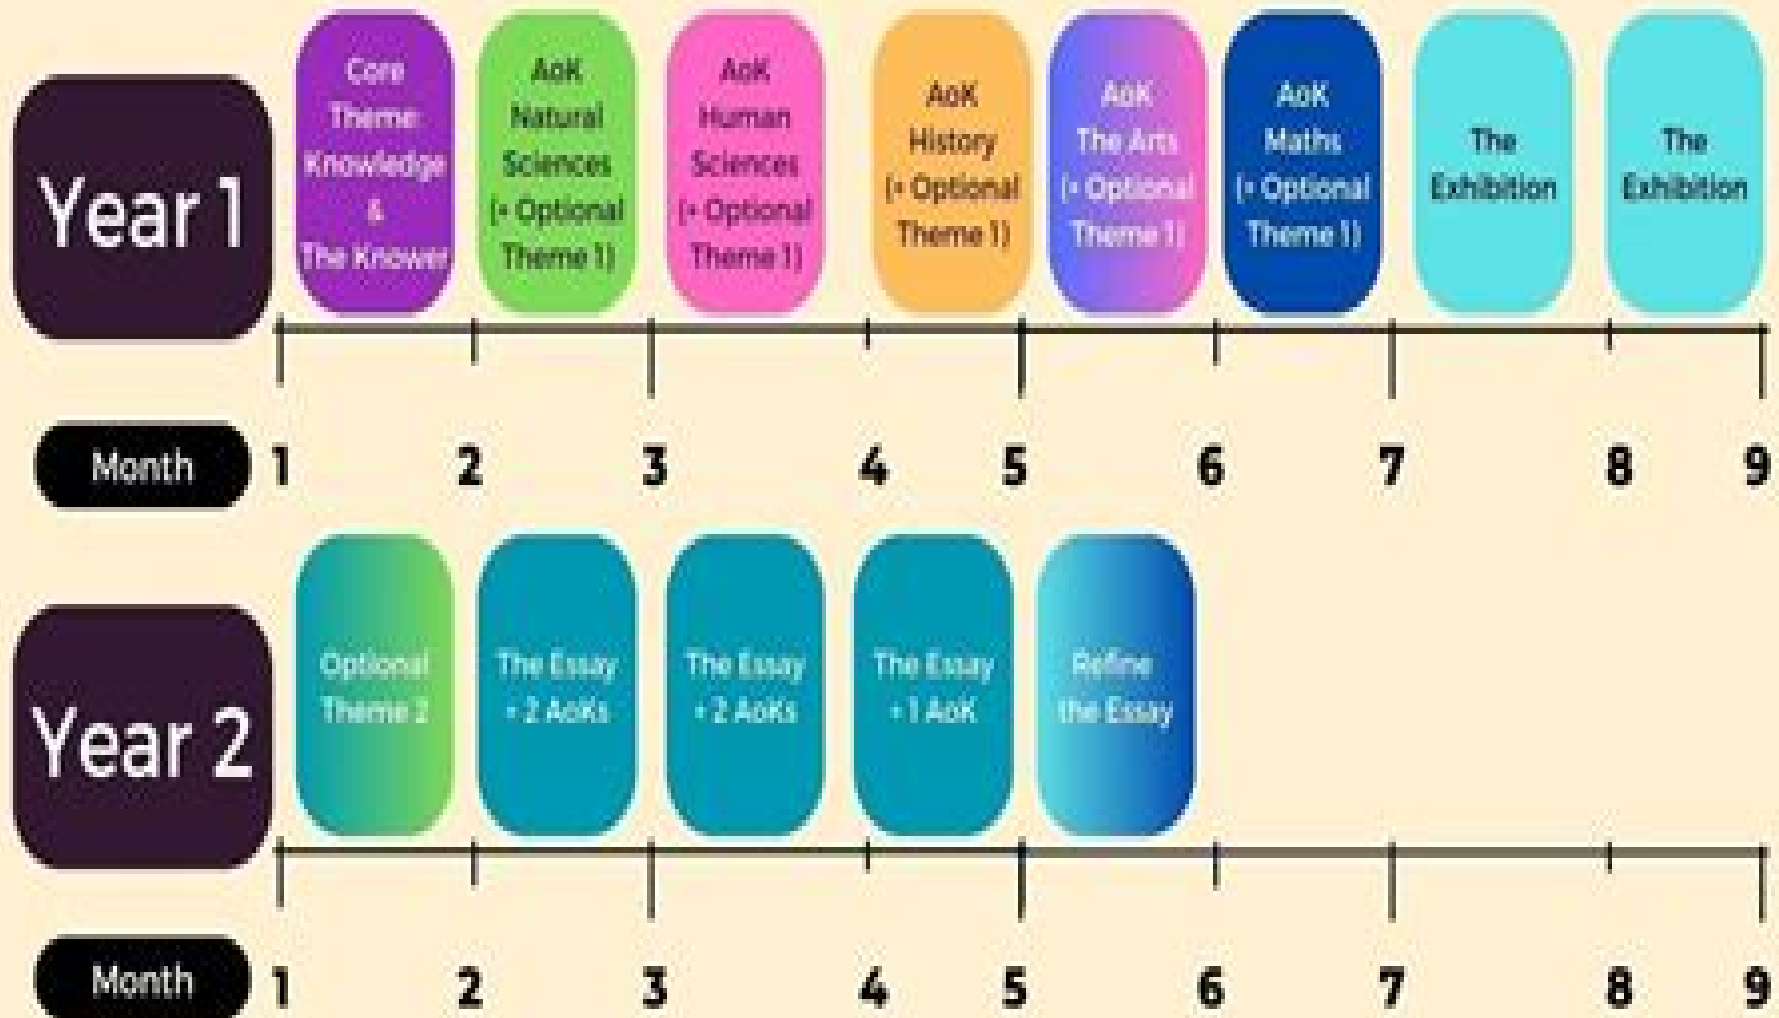 Year 1
Core
Theme:
Knowledge
&
The Knower
AoK
Natural
Sciences
(+ Optional
Theme 1)
AoK
Human
Sciences
(+ Optional
Theme 1)
AoK
History
(+ Optional
Theme 1)
AoK
The Arts
(+ Optional
Theme 1)
AoK
Maths
(+ Optional
Theme 1)
The
Exhibition
The
Exhibition
Month 1 2 3 4 5 6 7 8 9
Year 2
Optional
Theme 2
The Essay
+ 2 AoKs
The Essay
+ 2 AoKs
The Essay
+ 1 AoK
Refine
the Essay
Month 1 2 3 4 5 6 7 8 9